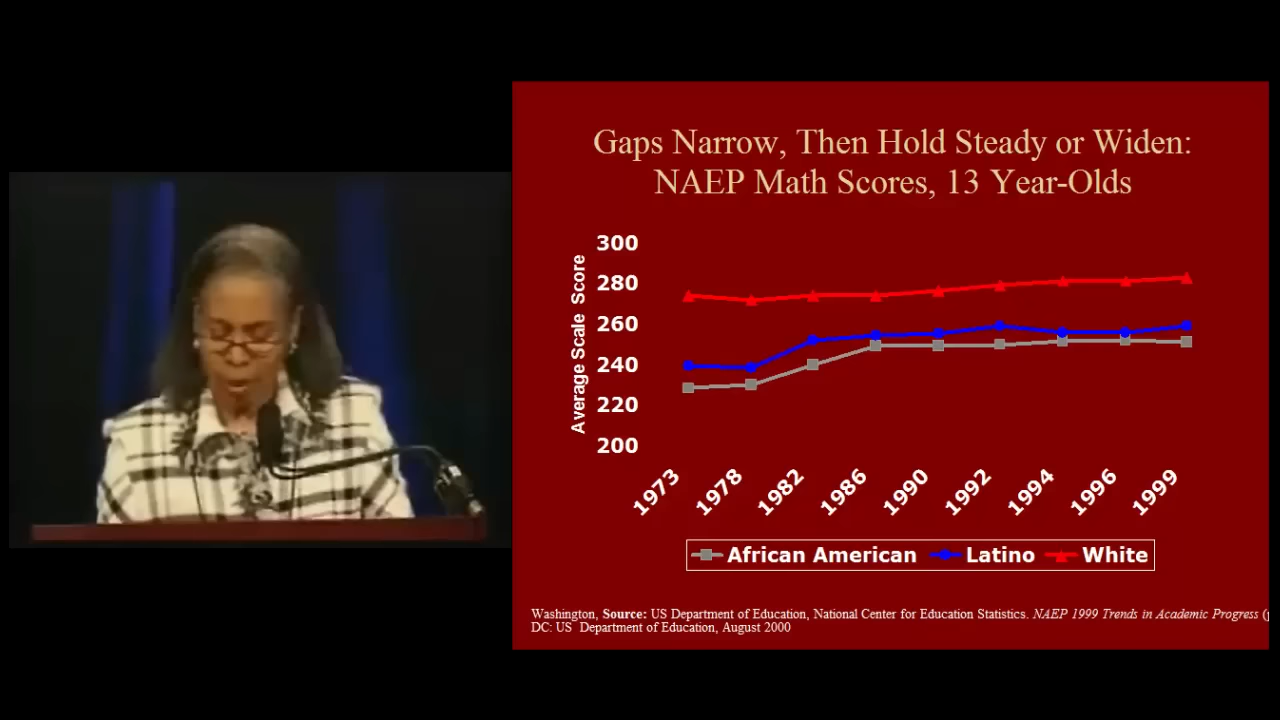 Gaps Narrow, Then Hold Steady or Widen:
NAEP Math Scores, 13 Year-Olds
Average Scale Score
300
280
260
240
220
200
1973 1978 1982 1986 1990 1992 1994 1996 1999
African American Latino White
Washington, Source: US Department of Education, National Center for Education Statistics. NAEP 1999 Trends in Academic Progress (
DC: US Department of Education, August 2000